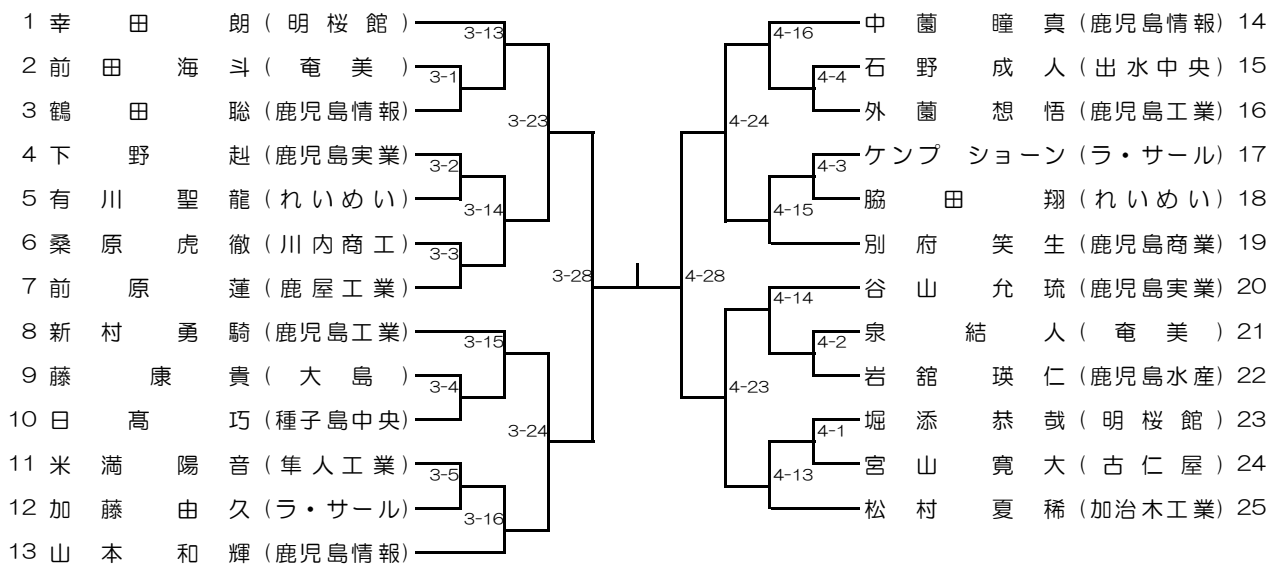 1 幸田朗(明桜館)
3-13
2 前田海斗(奄美)
3-1
3 鶴田聡(鹿児島情報)
3-23
4 下野赳(鹿児島実業)
3-2
5 有川聖龍(れいめい)
3-14
6 桑原虎徹(川内商工)
3-3
7 前原蓮(鹿屋工業)
3-28
8 新村勇騎(鹿児島工業)
3-15
9 藤康貴(大島)
3-4
10 日髙巧(種子島中央)
3-24
11 米満陽音(隼人工業)
3-5
12 加藤由久(ラ・サール)
3-16
13 山本和輝(鹿児島情報)
中薗瞳真(鹿児島情報) 14
4-16
石野成人(出水中央) 15
4-4
外薗想悟(鹿児島工業) 16
4-24
ケンプ ショーン(ラ・サール) 17
4-3
脇田翔(れいめい) 18
4-15
別府笑生(鹿児島商業) 19
4-28
谷山允琉(鹿児島実業) 20
4-14
泉結人(奄美) 21
4-2
岩舘瑛仁(鹿児島水産) 22
4-23
堀添恭哉(明桜館) 23
4-1
宮山寛大(古仁屋) 24
4-13
松村夏稀(加治木工業) 25